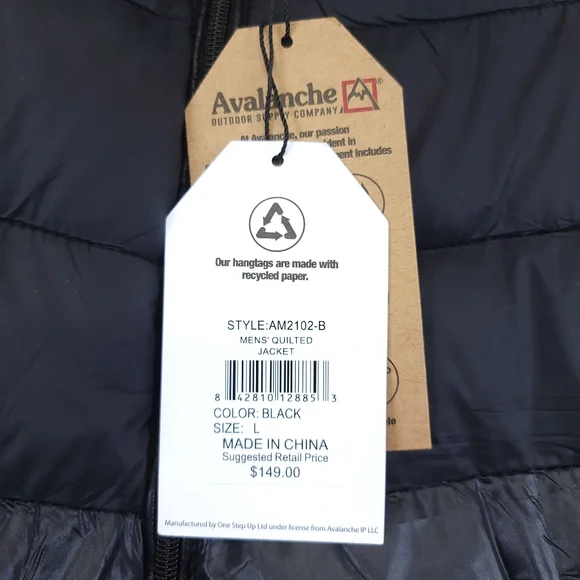 Avalanche®
OUTDOOR SUPPLY COMPANY
At Avalanche, our passion
in
includes
Our hangtags are made with
recycled paper.
STYLE:AM2102-B
MENS' QUILTED
JACKET
8 42810 12885 3
COLOR: BLACK
SIZE: L
MADE IN CHINA
Suggested Retail Price
$149.00
Manufactured by One Step Up Ltd under license from Avalanche IP LLC